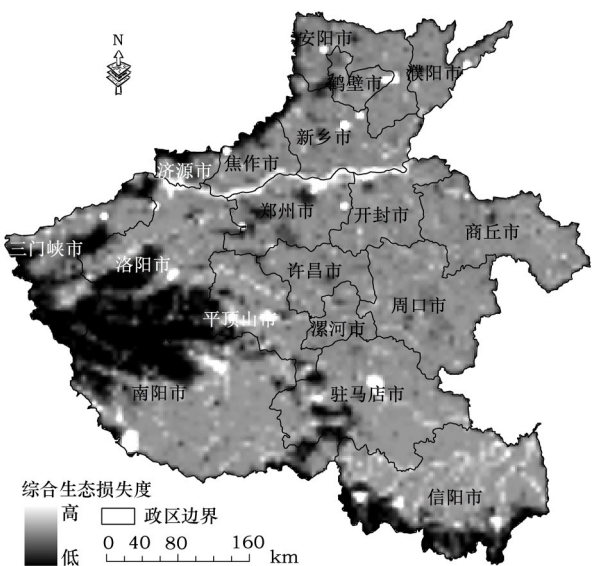 N
安阳市
鹤壁市
濮阳市
新乡市
焦作市
济源市
郑州市
开封市
商丘市
三门峡市
洛阳市
许昌市
周口市
平顶山市
漯河市
南阳市
驻马店市
信阳市
综合生态损失度
高
低
政区边界
0 40 80 160
km